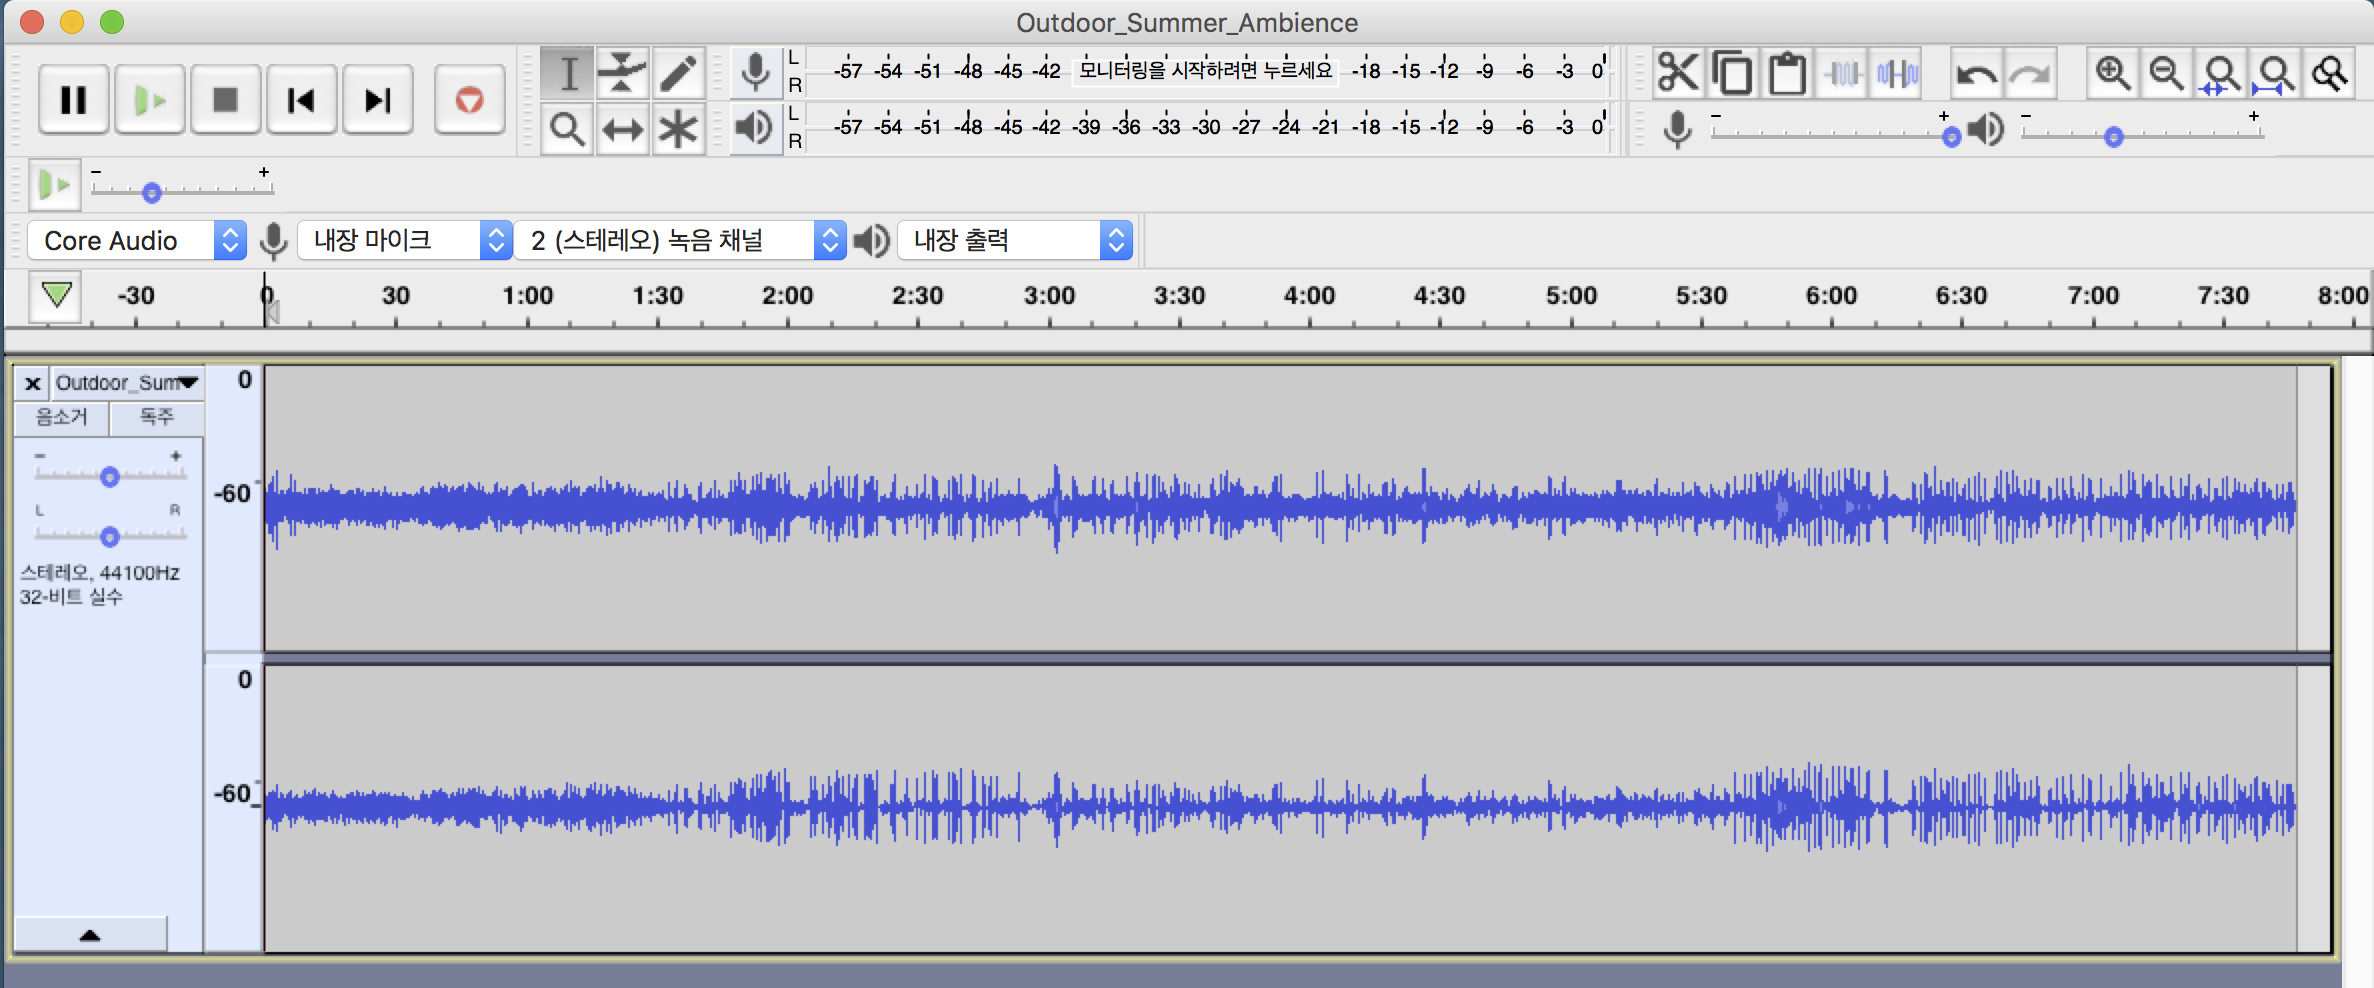 Outdoor_Summer_Ambience
L
-57 -54 -51 -48 -45 -42 모니터링을 시작하려면 누르세요 -18 -15 -12 -9 -6 -3 0
R
L
-57 -54 -51 -48 -45 -42 -39 -36 -33 -30 -27 -24 -21 -18 -15 -12 -9 -6 -3 0
R
- +
- +
- +
Core Audio 내장 마이크 2 (스테레오) 녹음 채널 내장 출력
-30 0 30 1:00 1:30 2:00 2:30 3:00 3:30 4:00 4:30 5:00 5:30 6:00 6:30 7:00 7:30 8:00
x Outdoor_Sum
음소거 독주
- +
L R
스테레오, 44100Hz
32-비트 실수
0
-60
0
-60